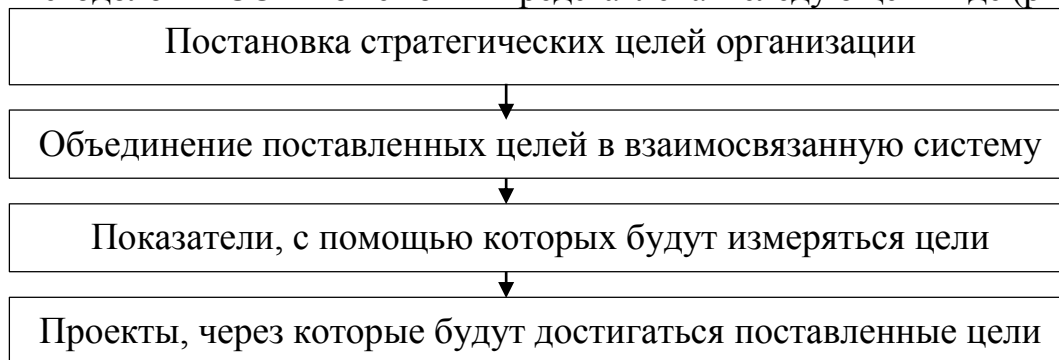 Постановка стратегических целей организации
Объединение поставленных целей в взаимосвязанную систему
Показатели, с помощью которых будут измеряться цели
Проекты, через которые будут достигаться поставленные цели